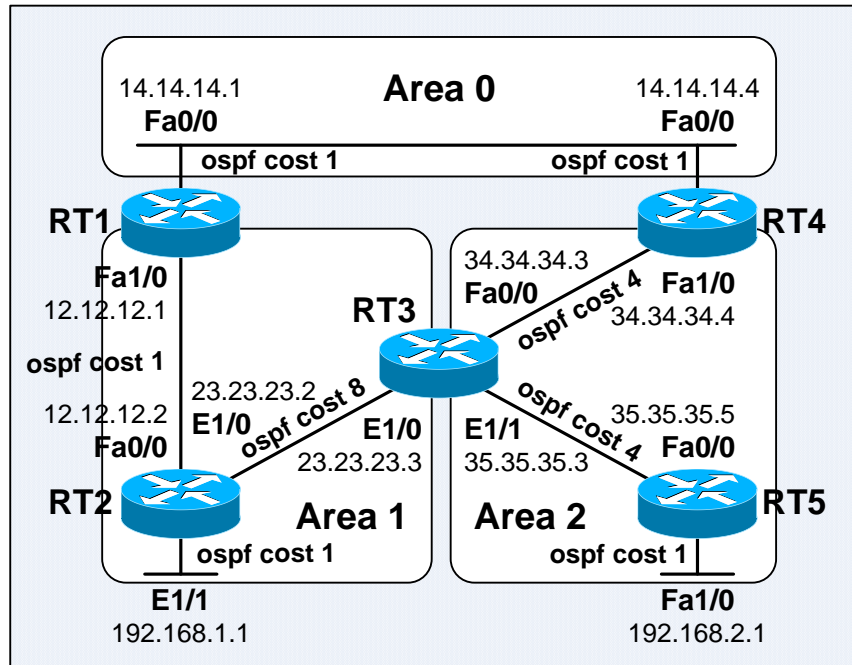 Area 0
14.14.14.1
Fa0/0
14.14.14.4
Fa0/0
ospf cost 1
ospf cost 1
RT1
RT4
Fa1/0
12.12.12.1
34.34.34.3
Fa0/0
ospf cost 4
Fa1/0
34.34.34.4
RT3
ospf cost 1
12.12.12.2
Fa0/0
23.23.23.2
E1/0
ospf cost 8
E1/0
23.23.23.3
ospf cost 4
E1/1
35.35.35.3
35.35.35.5
Fa0/0
RT2
Area 1
Area 2
RT5
ospf cost 1
ospf cost 1
E1/1
192.168.1.1
Fa1/0
192.168.2.1